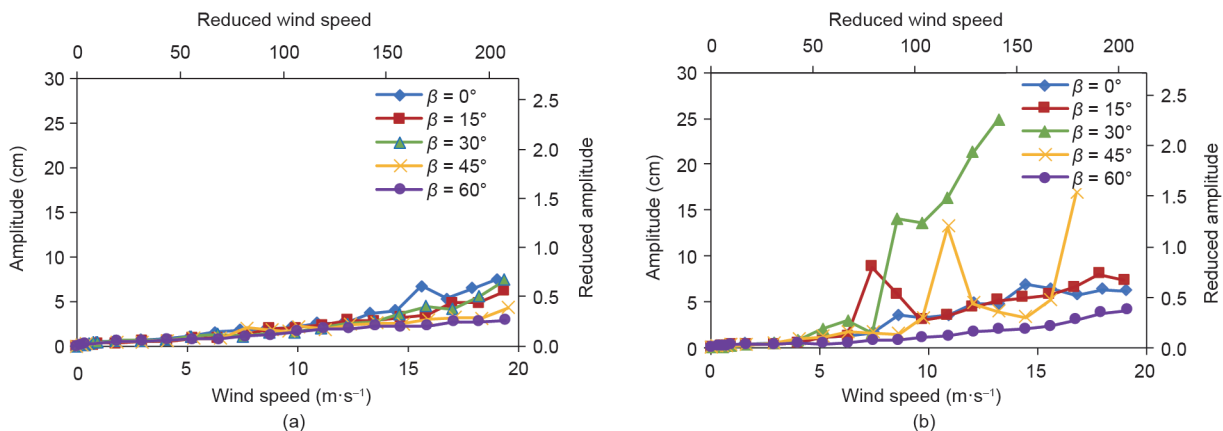 Reduced wind speed
0 50 100 150 200
30
25
20
15
10
5
0
Amplitude (cm)
β = 0°
β = 15°
β = 30°
β = 45°
β = 60°
2.5
2.0
1.5
1.0
0.5
0.0
Reduced amplitude
0 5 10 15 20
Wind speed (m·s⁻¹)
(a)
Reduced wind speed
0 50 100 150 200
30
25
20
15
10
5
0
Amplitude (cm)
β = 0°
β = 15°
β = 30°
β = 45°
β = 60°
2.5
2.0
1.5
1.0
0.5
0.0
Reduced amplitude
0 5 10 15 20
Wind speed (m·s⁻¹)
(b)